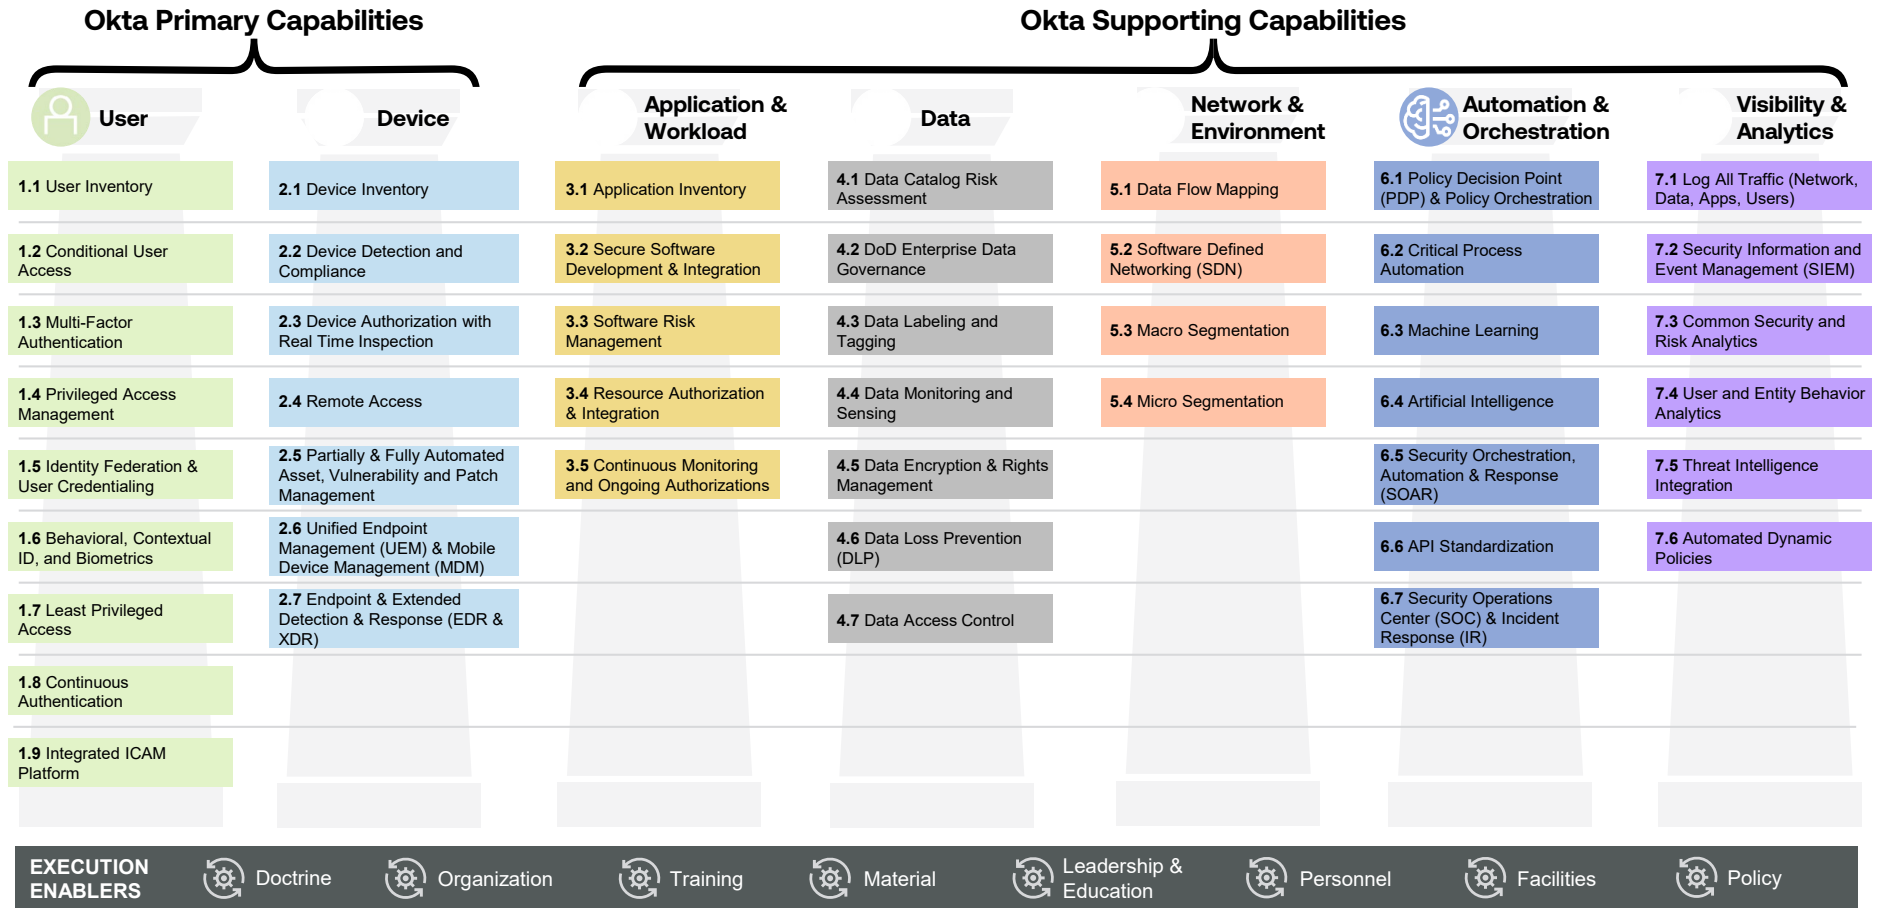 Okta Primary Capabilities
Okta Supporting Capabilities
User
Device
Application &
Workload
Data
Network &
Environment
Automation &
Orchestration
Visibility &
Analytics
1.1 User Inventory
1.2 Conditional User
Access
1.3 Multi-Factor
Authentication
1.4 Privileged Access
Management
1.5 Identity Federation &
User Credentialing
1.6 Behavioral, Contextual
ID, and Biometrics
1.7 Least Privileged
Access
1.8 Continuous
Authentication
1.9 Integrated ICAM
Platform
2.1 Device Inventory
2.2 Device Detection and
Compliance
2.3 Device Authorization with
Real Time Inspection
2.4 Remote Access
2.5 Partially & Fully Automated
Asset, Vulnerability and Patch
Management
2.6 Unified Endpoint
Management (UEM) & Mobile
Device Management (MDM)
2.7 Endpoint & Extended
Detection & Response (EDR &
XDR)
3.1 Application Inventory
3.2 Secure Software
Development & Integration
3.3 Software Risk
Management
3.4 Resource Authorization
& Integration
3.5 Continuous Monitoring
and Ongoing Authorizations
4.1 Data Catalog Risk
Assessment
4.2 DoD Enterprise Data
Governance
4.3 Data Labeling and
Tagging
4.4 Data Monitoring and
Sensing
4.5 Data Encryption & Rights
Management
4.6 Data Loss Prevention
(DLP)
4.7 Data Access Control
5.1 Data Flow Mapping
5.2 Software Defined
Networking (SDN)
5.3 Macro Segmentation
5.4 Micro Segmentation
6.1 Policy Decision Point
(PDP) & Policy Orchestration
6.2 Critical Process
Automation
6.3 Machine Learning
6.4 Artificial Intelligence
6.5 Security Orchestration,
Automation & Response
(SOAR)
6.6 API Standardization
6.7 Security Operations
Center (SOC) & Incident
Response (IR)
7.1 Log All Traffic (Network,
Data, Apps, Users)
7.2 Security Information and
Event Management (SIEM)
7.3 Common Security and
Risk Analytics
7.4 User and Entity Behavior
Analytics
7.5 Threat Intelligence
Integration
7.6 Automated Dynamic
Policies
EXECUTION
ENABLERS
Doctrine
Organization
Training
Material
Leadership &
Education
Personnel
Facilities
Policy